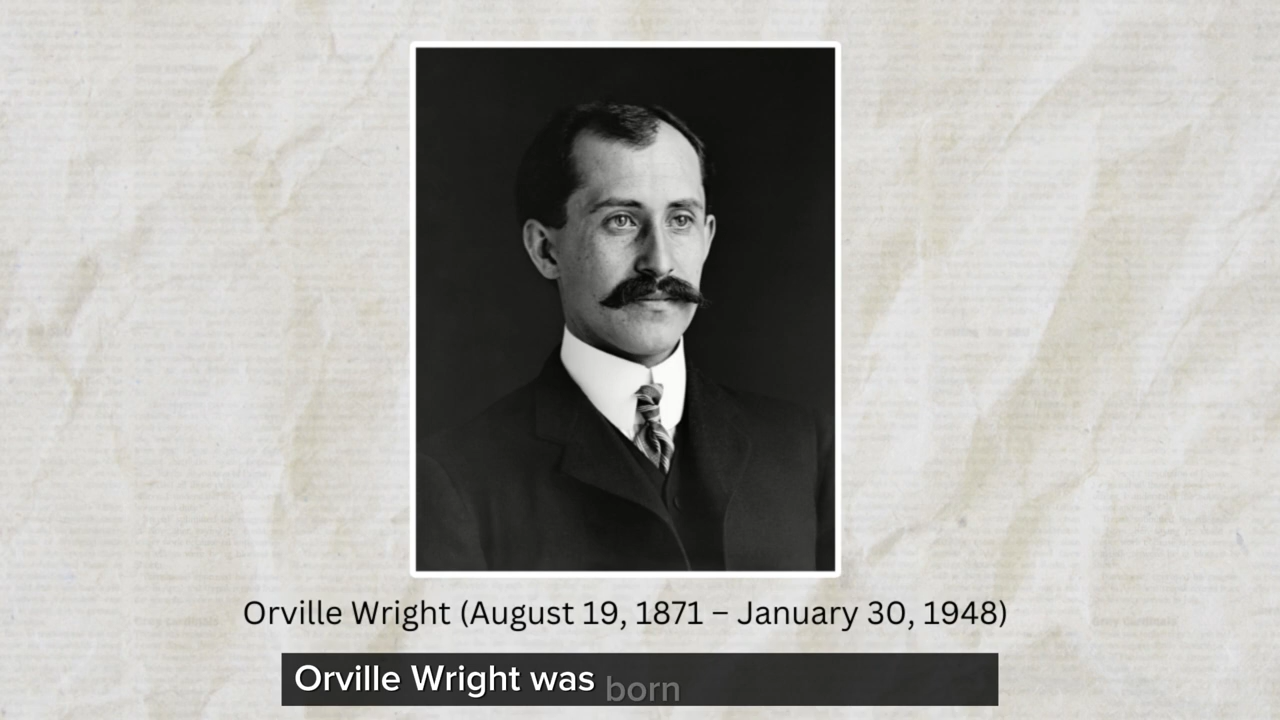 Orville Wright (August 19, 1871 – January 30, 1948)
Orville Wright was born